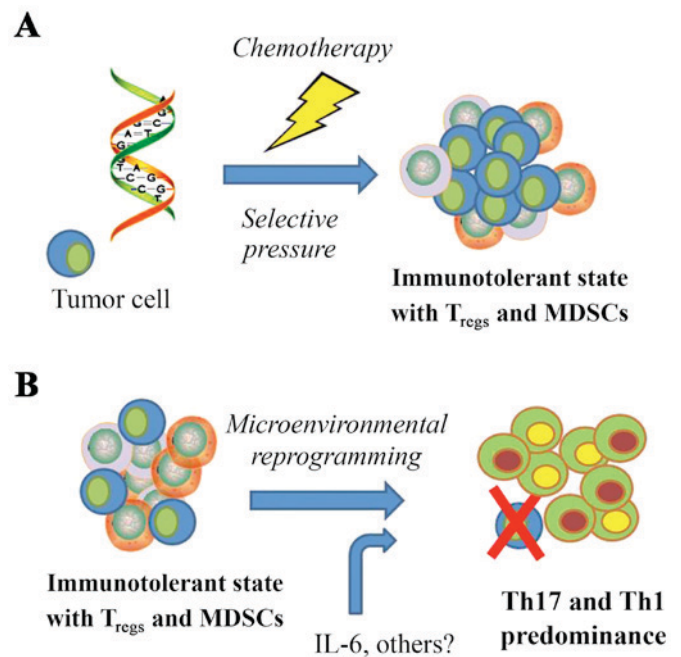 A
Chemotherapy
Selective
pressure
Tumor cell
Immunotolerant state
with Tregs and MDSCs
B
Microenvironmental
reprogramming
Immunotolerant state
with Tregs and MDSCs
IL-6, others?
Th17 and Th1
predominance